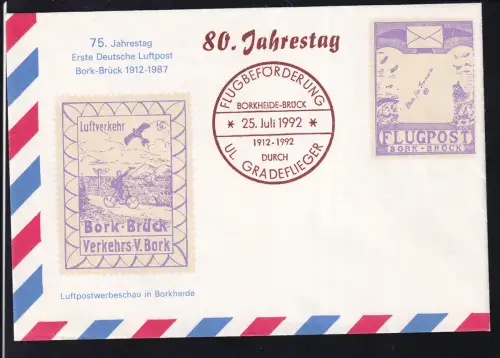 75. Jahrestag
Erste Deutsche Luftpost
Bork-Brück 1912-1987
80. Jahrestag
FLUGBEFÖRDERUNG
BORKHEIDE-BRÜCK
* 25. Juli 1992 *
1912-1992
DURCH
UL GRADEFLIEGER
FLUGPOST
BORK-BRÜCK
Luftverkehr
Bork-Brück
Verkehrs-V. Bork
Luftpostwerbeschau in Borkheide